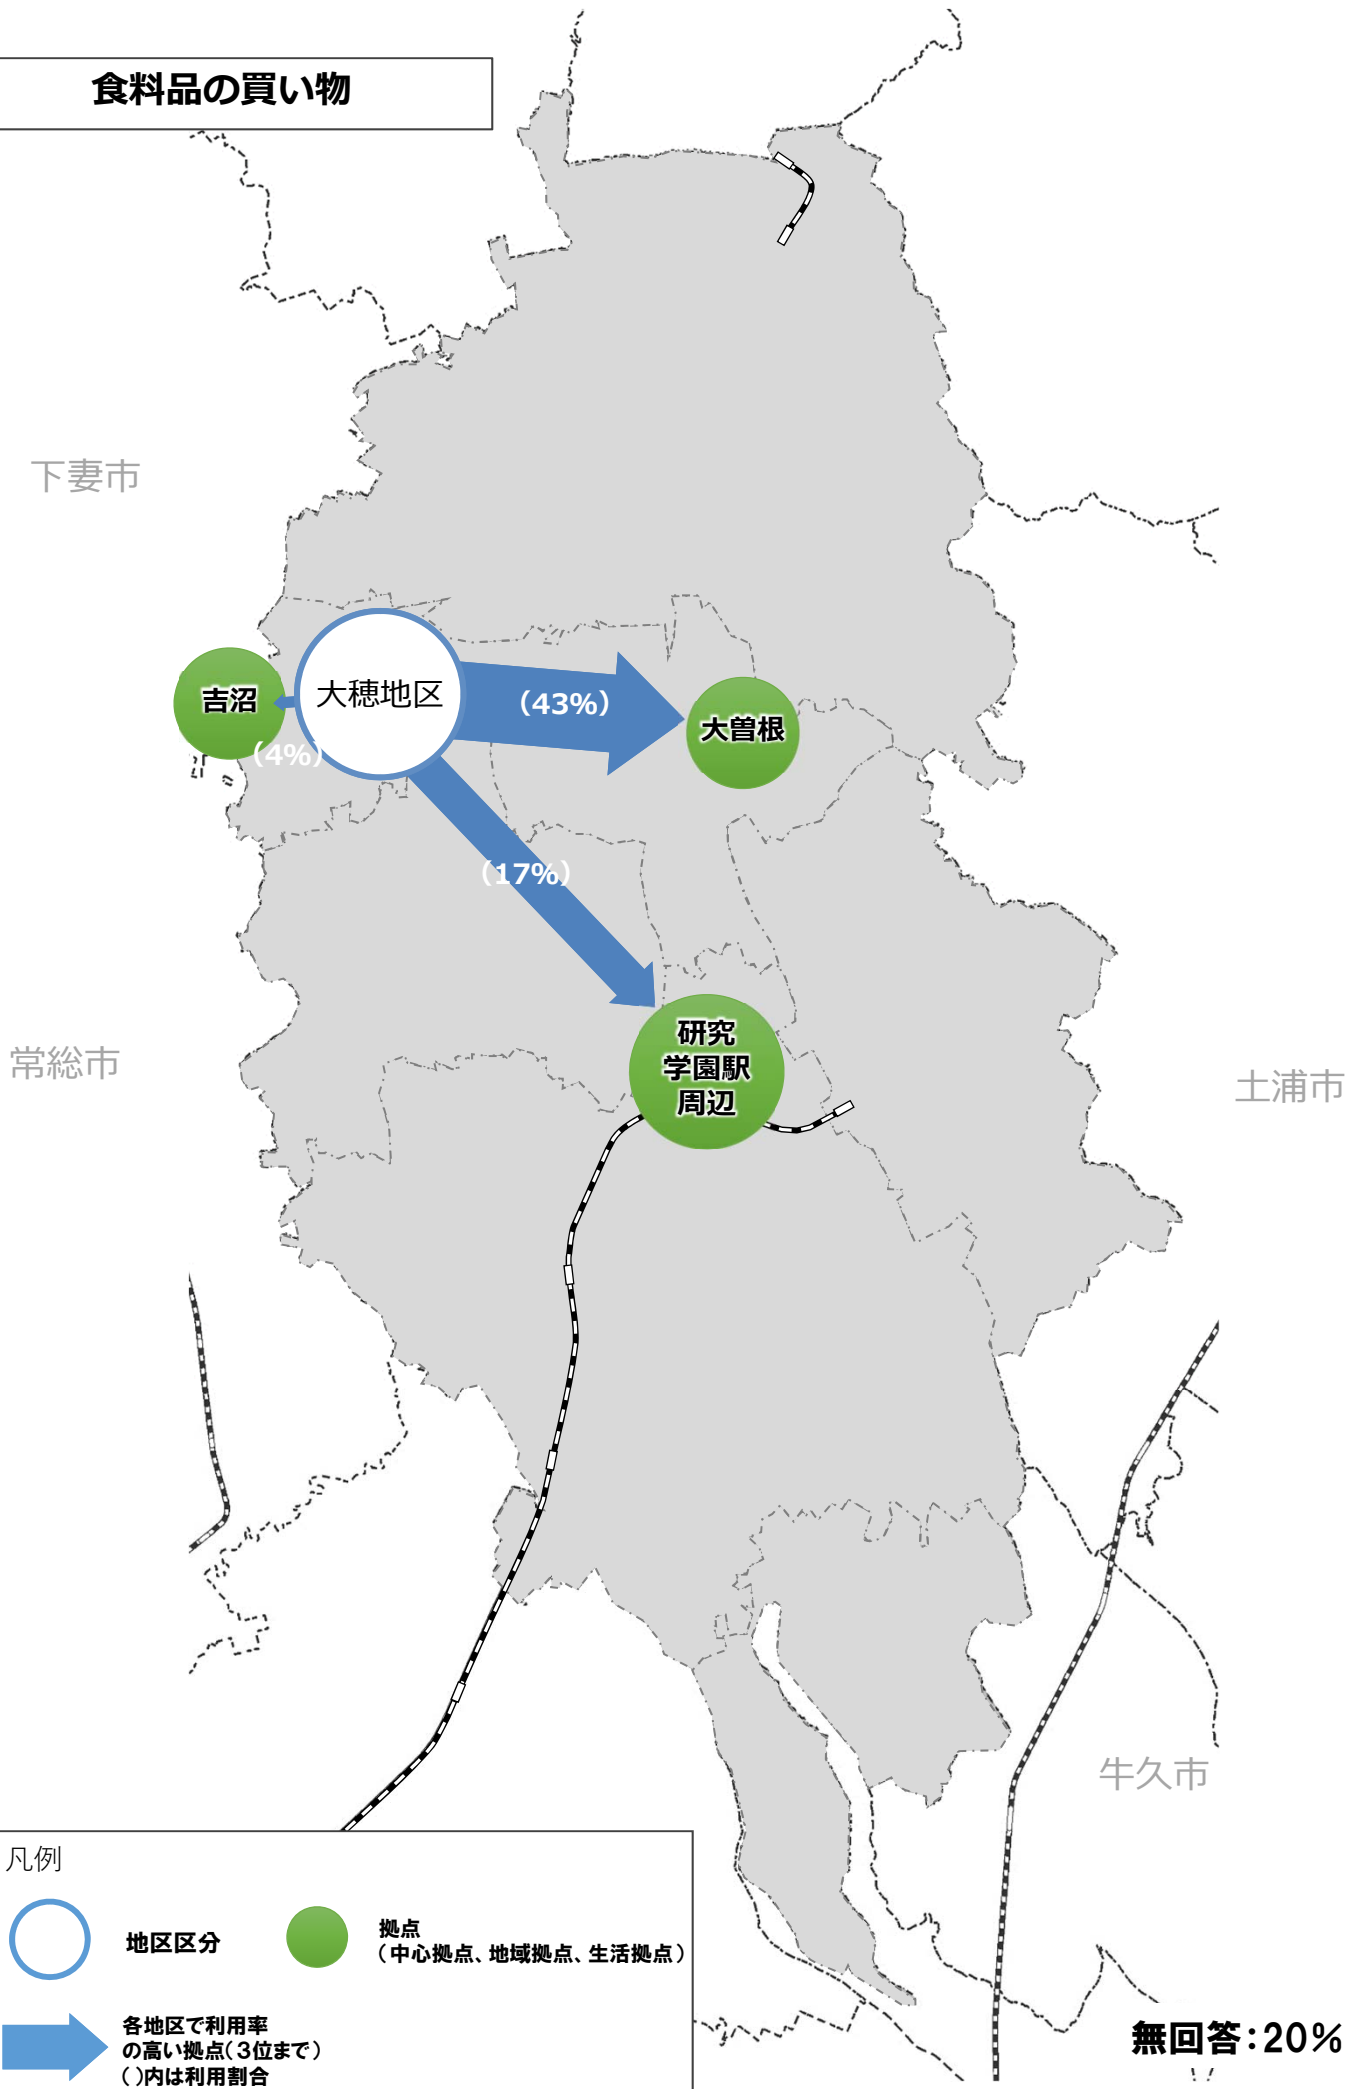 食料品の買い物
下妻市
吉沼
大穂地区
（43%）
大曽根
（4%）
（17%）
研究
学園駅
周辺
常総市
土浦市
牛久市
凡例
地区区分
拠点
（中心拠点、地域拠点、生活拠点）
各地区で利用率
の高い拠点（3位まで）
（ ）内は利用割合
無回答：20%